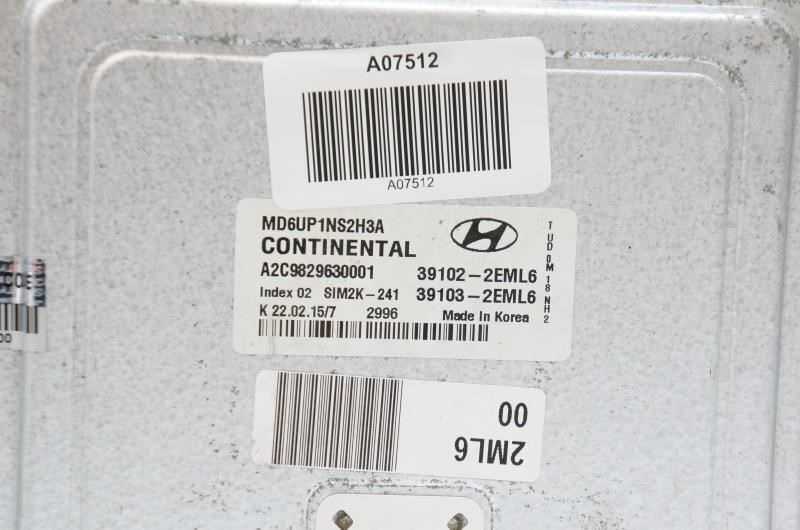 A07512
A07512
MD6UP1NS2H3A
CONTINENTAL
A2C9829630001 39102-2EML6
Index 02 SIM2K-241 39103-2EML6
K 22.02.15/7 2996 Made In Korea
TUD0M18NH2
2ML6
00